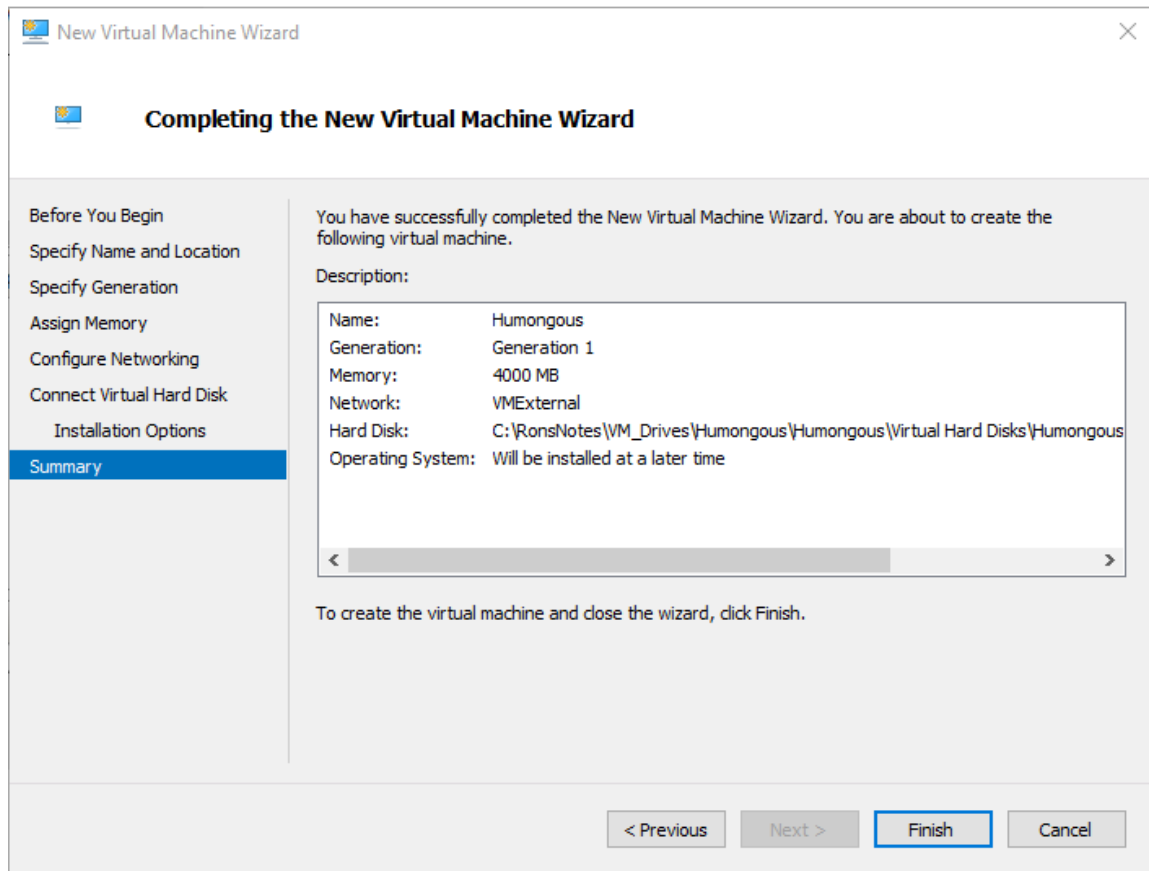 New Virtual Machine Wizard
Completing the New Virtual Machine Wizard
Before You Begin
Specify Name and Location
Specify Generation
Assign Memory
Configure Networking
Connect Virtual Hard Disk
Installation Options
Summary
You have successfully completed the New Virtual Machine Wizard. You are about to create the
following virtual machine.
Description:
Name: Humongous
Generation: Generation 1
Memory: 4000 MB
Network: VMExternal
Hard Disk: C:\RonsNotes\VM_Drives\Humongous\Humongous\Virtual Hard Disks\Humongous
Operating System: Will be installed at a later time
To create the virtual machine and close the wizard, click Finish.
< Previous Next > Finish Cancel